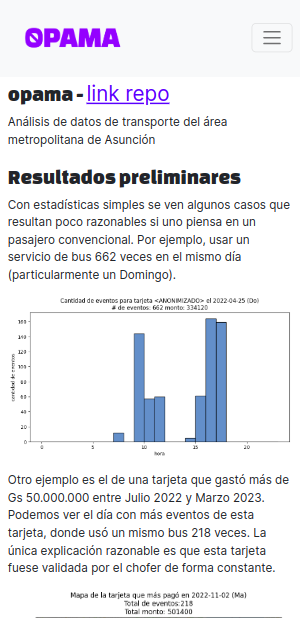 OPAMA
opama - link repo
Análisis de datos de transporte del área
metropolitana de Asunción
Resultados preliminares
Con estadísticas simples se ven algunos casos que
resultan poco razonables si uno piensa en un
pasajero convencional. Por ejemplo, usar un
servicio de bus 662 veces en el mismo día
(particularmente un Domingo).
Cantidad de eventos para tarjeta <ANONIMIZADO> el 2022-04-25 (Do)
# de eventos: 662 monto: 334120
cantidad de eventos
160
140
120
100
80
60
40
20
0
0 5 10 15 20
hora
Otro ejemplo es el de una tarjeta que gastó más de
Gs 50.000.000 entre Julio 2022 y Marzo 2023.
Podemos ver el día con más eventos de esta
tarjeta, donde usó un mismo bus 218 veces. La
única explicación razonable es que esta tarjeta
fuese validada por el chofer de forma constante.
Mapa de la tarjeta que más pagó en 2022-11-02 (Ma)
Total de eventos:218
Total monto: 501400